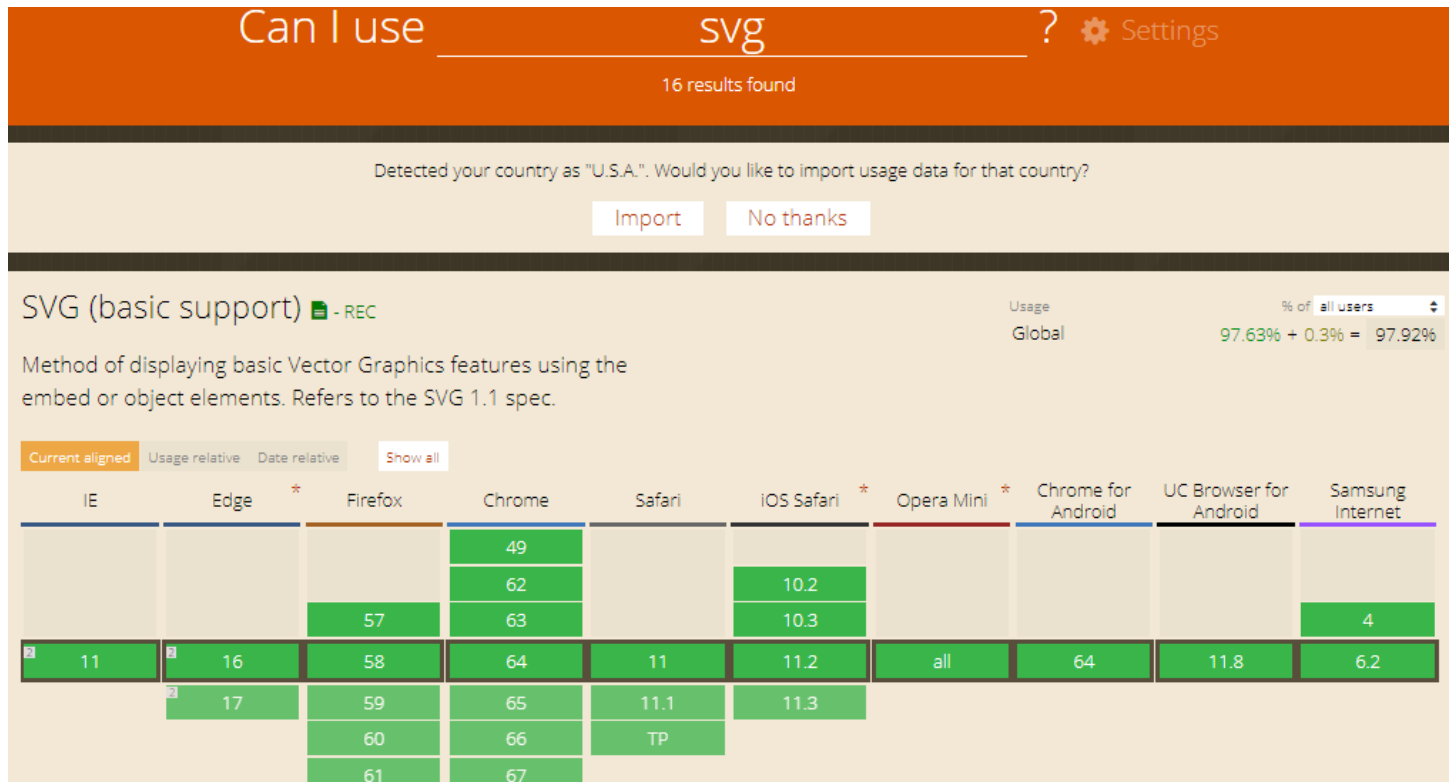 Can I use svg ? Settings
16 results found
Detected your country as "U.S.A.". Would you like to import usage data for that country?
Import No thanks
SVG (basic support) - REC
Usage % of all users
Global 97.63% + 0.3% = 97.92%
Method of displaying basic Vector Graphics features using the
embed or object elements. Refers to the SVG 1.1 spec.
Current aligned Usage relative Date relative Show all
IE Edge * Firefox Chrome Safari iOS Safari * Opera Mini * Chrome for Android UC Browser for Android Samsung Internet
49
62 10.2
57 63 10.3 4
2 11 2 16 58 64 11 11.2 all 64 11.8 6.2
2 17 59 65 11.1 11.3
60 66 TP
61 67